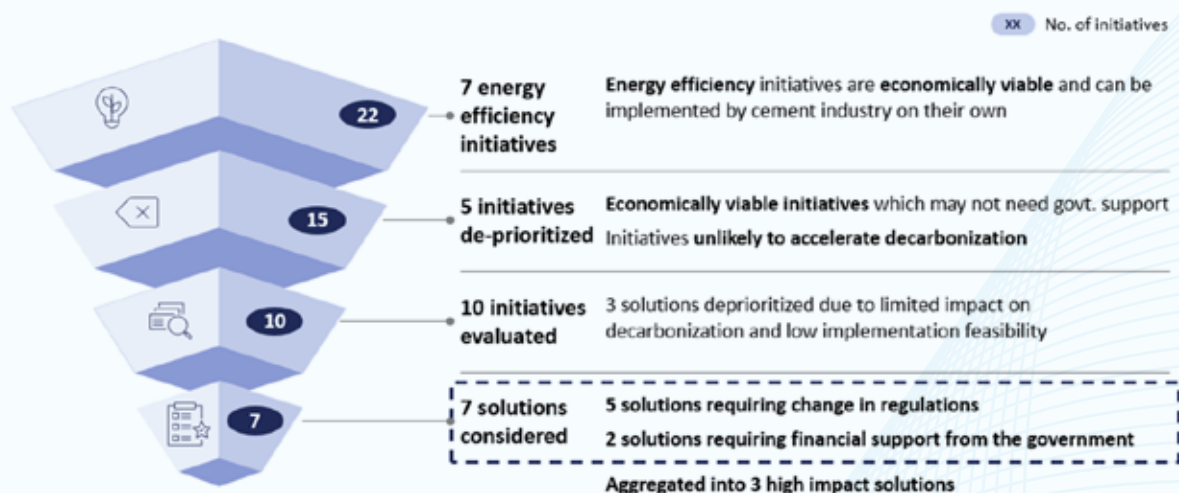 XX No. of initiatives
22
7 energy
efficiency
initiatives
Energy efficiency initiatives are economically viable and can be
implemented by cement industry on their own
15
5 initiatives
de-prioritized
Economically viable initiatives which may not need govt. support
Initiatives unlikely to accelerate decarbonization
10
10 initiatives
evaluated
3 solutions deprioritized due to limited impact on
decarbonization and low implementation feasibility
7
7 solutions
considered
5 solutions requiring change in regulations
2 solutions requiring financial support from the government
Aggregated into 3 high impact solutions